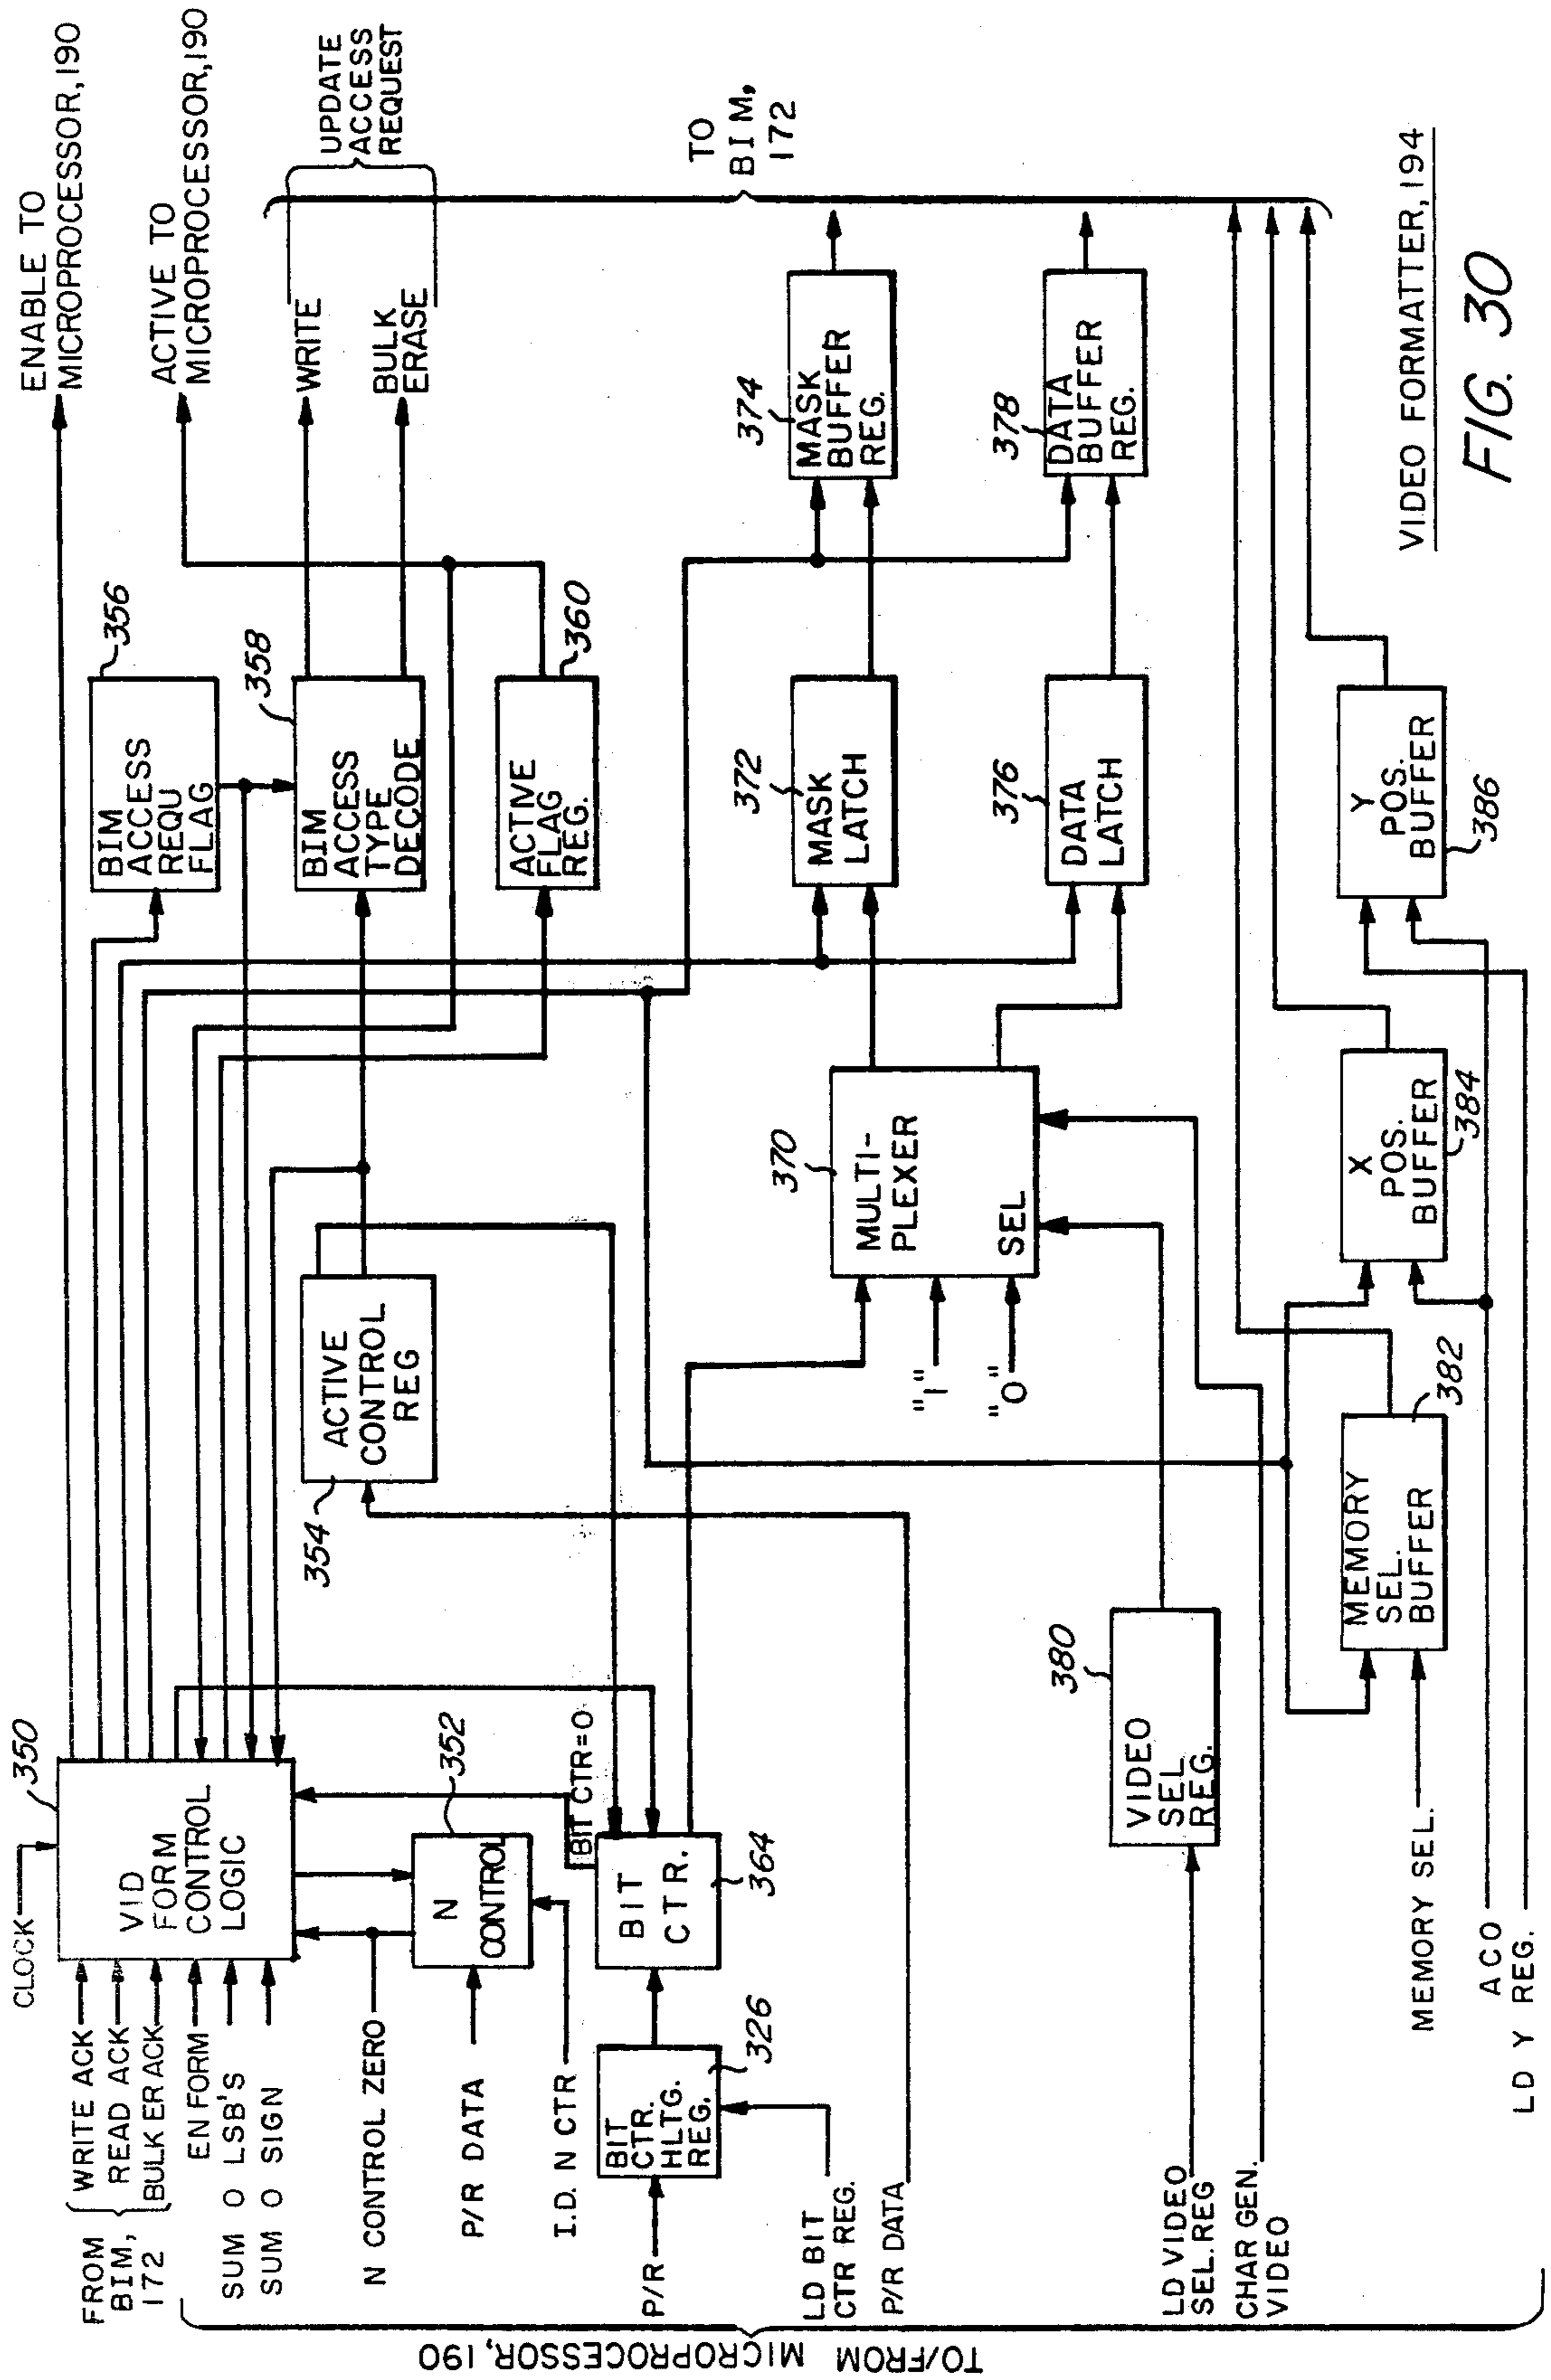 ENABLE TO
MICROPROCESSOR,190
ACTIVE TO
MICROPROCESSOR,190
UPDATE
ACCESS
REQUEST
WRITE
BULK
ERASE
TO
BIM,
172
CLOCK
350
VID
FORM
CONTROL
LOGIC
FROM
BIM,
172
WRITE ACK
READ ACK
BULK ER ACK
EN FORM
SUM O LSB'S
SUM O SIGN
N CONTROL ZERO
P/R DATA
I.D. N CTR
352
N
CONTROL
BIT CTR=0
BIT
CTR.
364
BIT
CTR.
HLTG.
REG.
326
P/R
LD BIT
CTR REG.
P/R DATA
354
ACTIVE
CONTROL
REG
BIM
ACCESS
REQU
FLAG
356
BIM
ACCESS
TYPE
DECODE
358
ACTIVE
FLAG
REG.
360
370
MULTI-
PLEXER
SEL
"1"
"0"
372
MASK
LATCH
374
MASK
BUFFER
REG.
376
DATA
LATCH
378
DATA
BUFFER
REG.
380
VIDEO
SEL
REG.
LD VIDEO
SEL.REG
CHAR GEN.
VIDEO
MEMORY
SEL.
BUFFER
382
X
POS.
BUFFER
384
Y
POS.
BUFFER
386
MEMORY SEL.
ACO
LD Y REG.
TO/FROM MICROPROCESSOR,190
VIDEO FORMATTER,194
FIG. 30